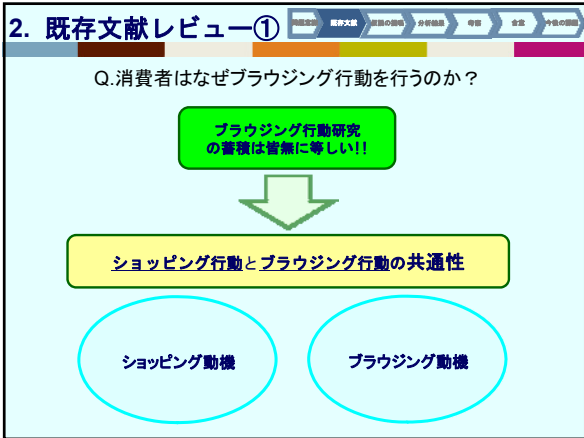 2. 既存文献レビュー①
既存文献
分析結果
考察
今後の課題
Q.消費者はなぜブラウジング行動を行うのか？
ブラウジング行動研究
の蓄積は皆無に等しい!!
ショッピング行動とブラウジング行動の共通性
ショッピング動機
ブラウジング動機